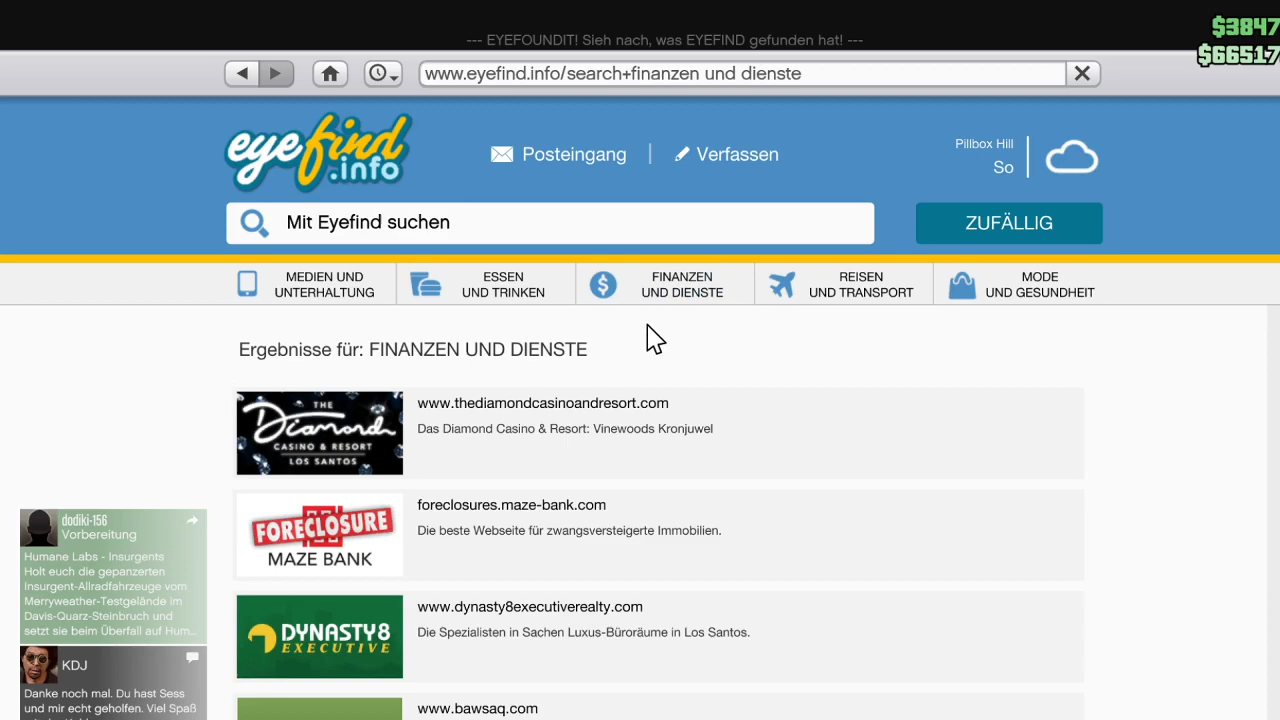 $3847
--- EYEFOUNDIT! Sieh nach, was EYEFIND gefunden hat! ---
$66517
www.eyefind.info/search+finanzen und dienste
eyefind
.info
Posteingang
Verfassen
Pillbox Hill
So
Mit Eyefind suchen
ZUFÄLLIG
MEDIEN UND
UNTERHALTUNG
ESSEN
UND TRINKEN
FINANZEN
UND DIENSTE
REISEN
UND TRANSPORT
MODE
UND GESUNDHEIT
Ergebnisse für: FINANZEN UND DIENSTE
THE
Diamond
CASINO & RESORT
LOS SANTOS
www.thediamondcasinoandresort.com
Das Diamond Casino & Resort: Vinewoods Kronjuwel
FORECLOSURE
MAZE BANK
foreclosures.maze-bank.com
Die beste Webseite für zwangsversteigerte Immobilien.
DYNASTY8
EXECUTIVE
www.dynasty8executiverealty.com
Die Spezialisten in Sachen Luxus-Büroräume in Los Santos.
www.bawsaq.com
dodiki-156
Vorbereitung
Humane Labs - Insurgents
Holt euch die gepanzerten
Insurgent-Allradfahrzeuge vom
Merryweather-Testgelände im
Davis-Quarz-Steinbruch und
setzt sie beim Überfall auf Hum...
KDJ
Danke noch mal. Du hast Sess
und mir echt geholfen. Viel Spaß